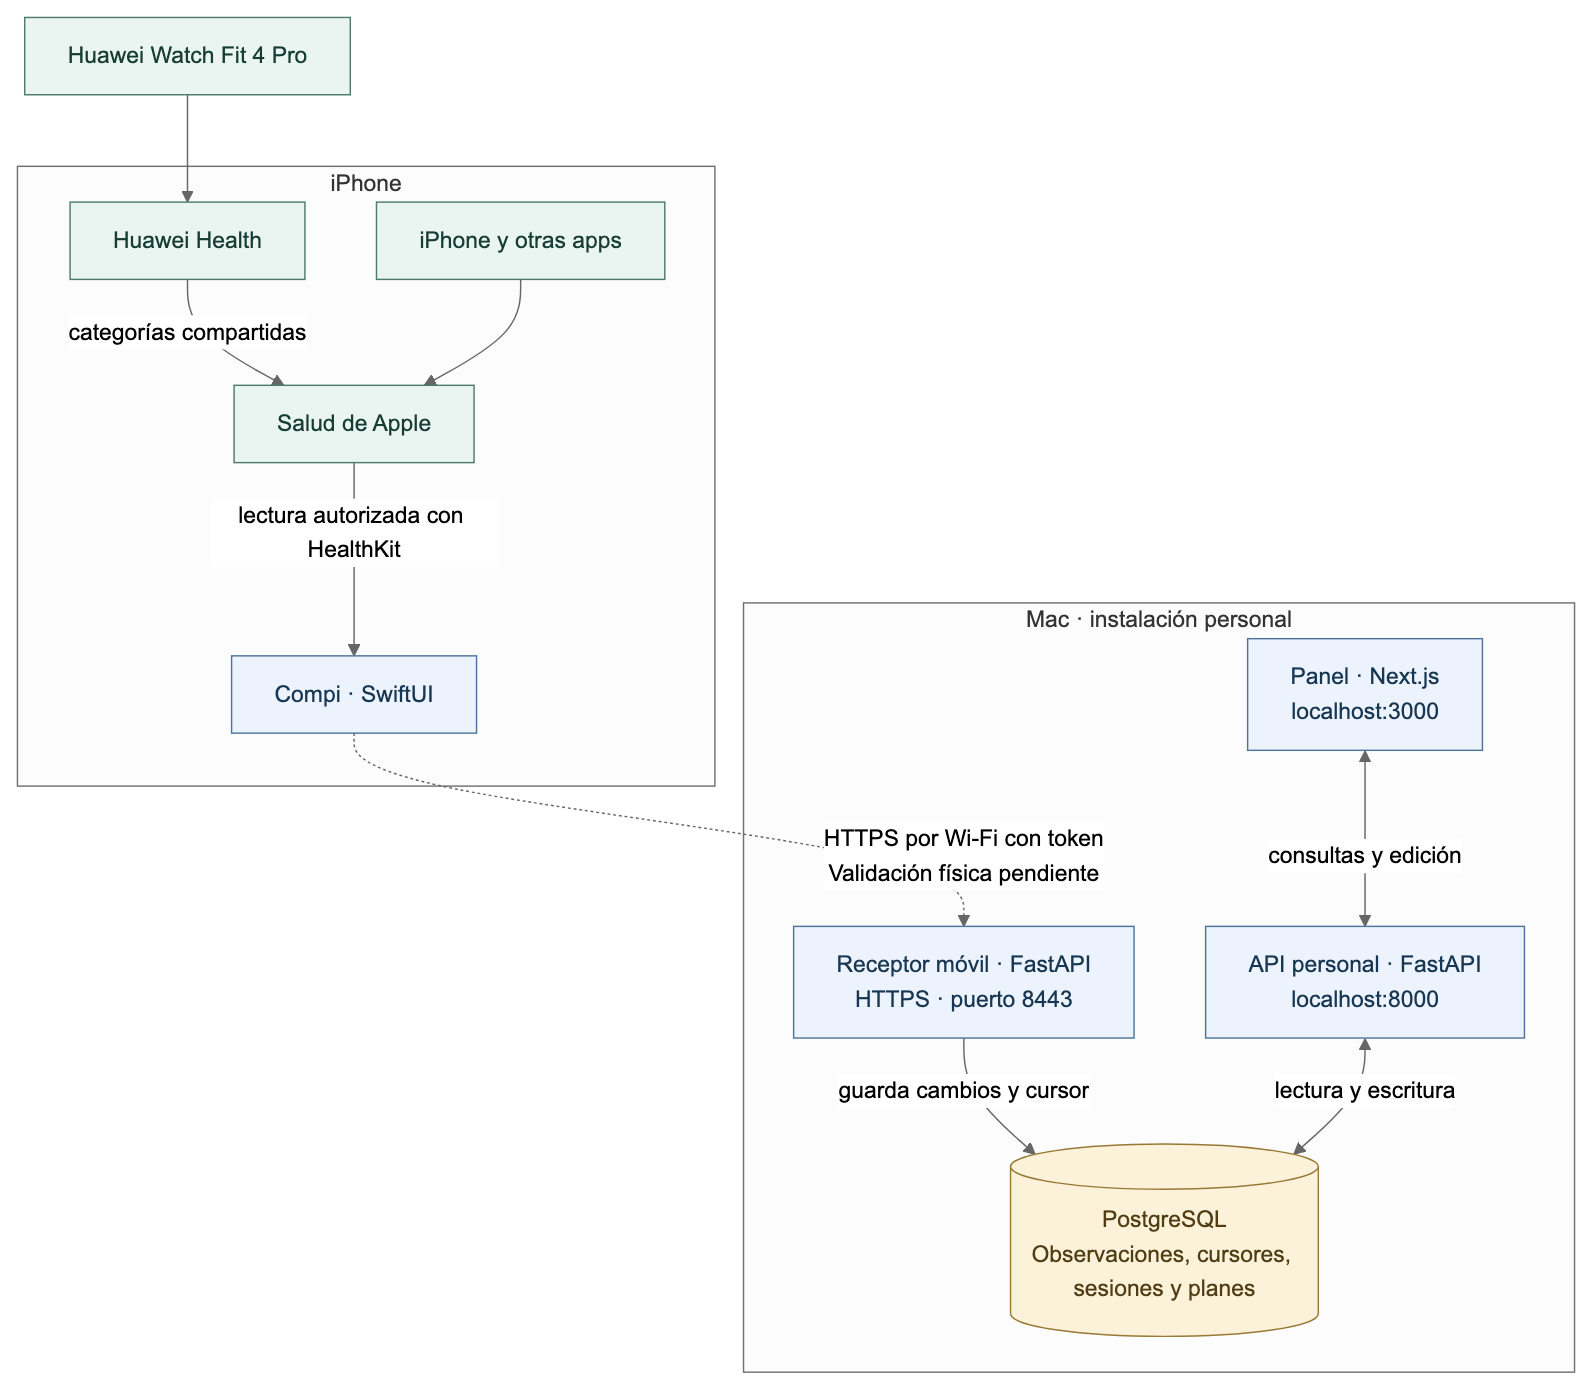 Huawei Watch Fit 4 Pro
iPhone
Huawei Health
iPhone y otras apps
categorías compartidas
Salud de Apple
lectura autorizada con
HealthKit
Compi · SwiftUI
Mac · instalación personal
Panel · Next.js
localhost:3000
HTTPS por Wi-Fi con token
Validación física pendiente
consultas y edición
Receptor móvil · FastAPI
HTTPS · puerto 8443
API personal · FastAPI
localhost:8000
guarda cambios y cursor
lectura y escritura
PostgreSQL
Observaciones, cursores,
sesiones y planes